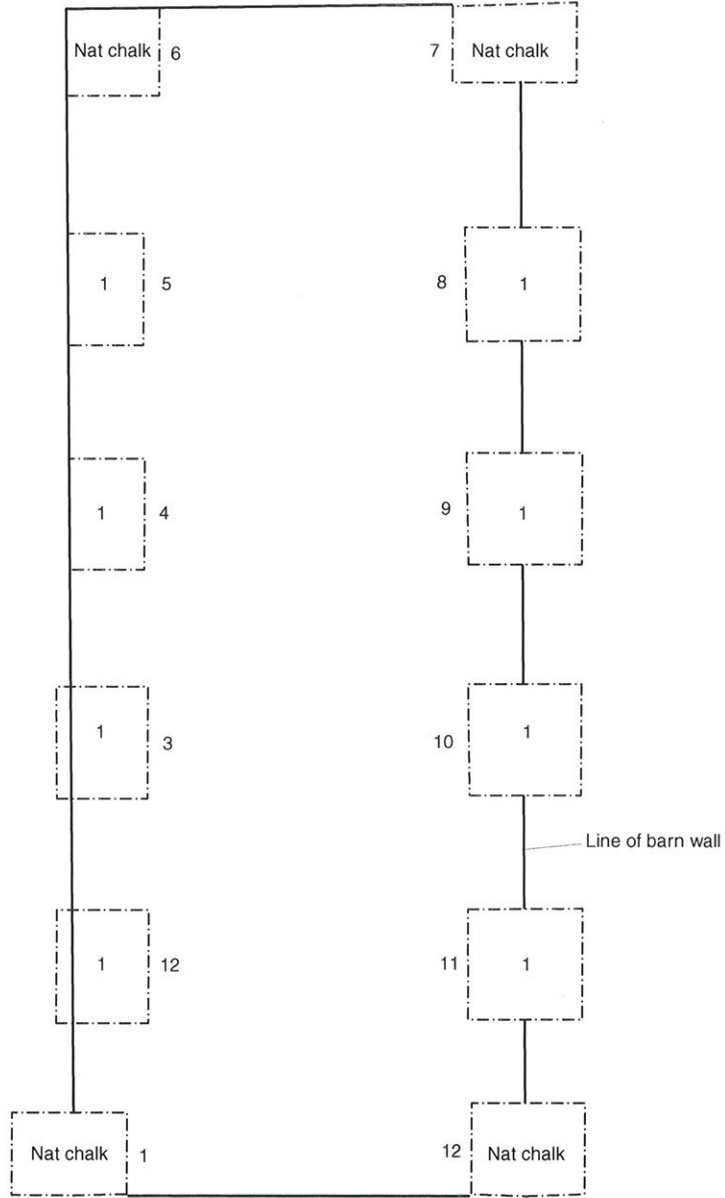 Nat chalk 6 7 Nat chalk
1 5 8 1
1 4 9 1
1 3 10 1
Line of barn wall
1 12 11 1
Nat chalk 1 12 Nat chalk